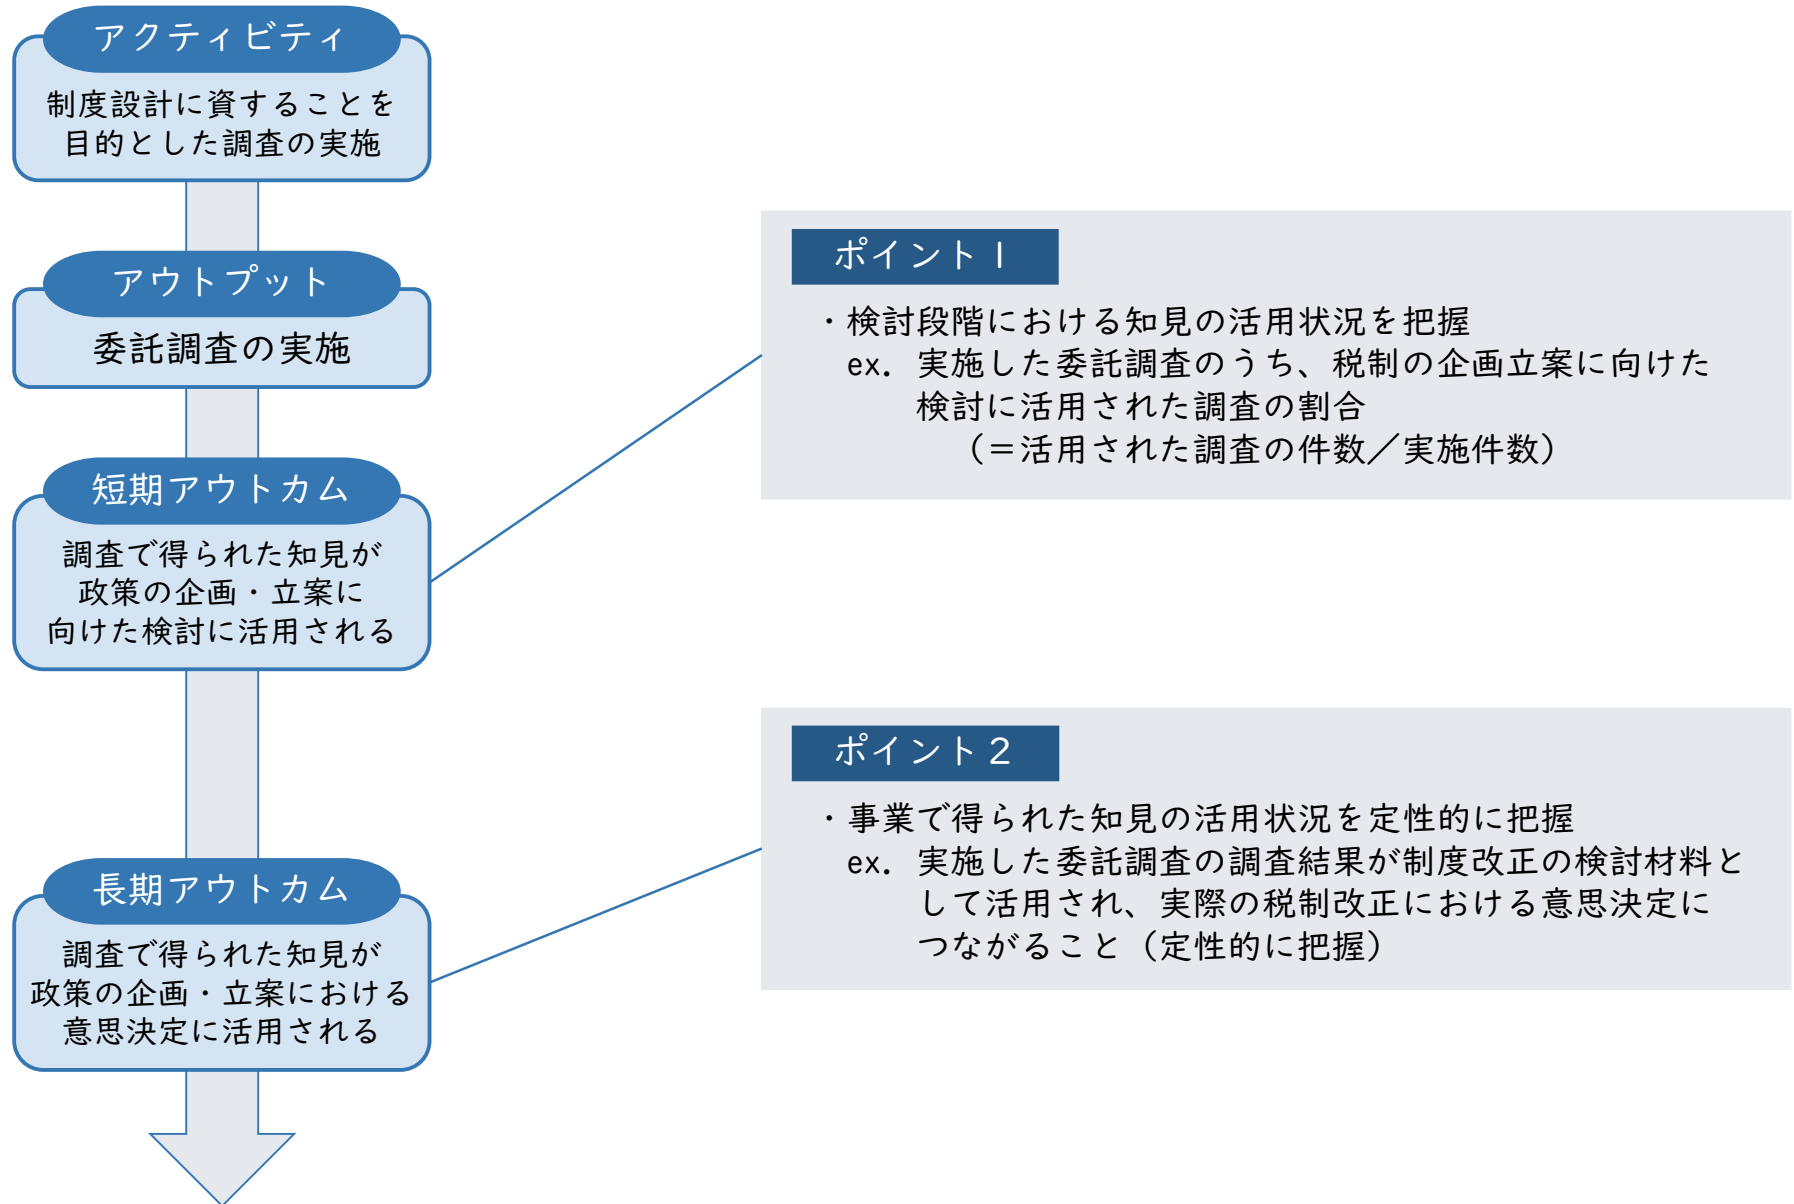 アクティビティ
制度設計に資することを
目的とした調査の実施
アウトプット
委託調査の実施
短期アウトカム
調査で得られた知見が
政策の企画・立案に
向けた検討に活用される
長期アウトカム
調査で得られた知見が
政策の企画・立案における
意思決定に活用される
ポイント１
・検討段階における知見の活用状況を把握
ex. 実施した委託調査のうち、税制の企画立案に向けた
検討に活用された調査の割合
（＝活用された調査の件数／実施件数）
ポイント２
・事業で得られた知見の活用状況を定性的に把握
ex. 実施した委託調査の調査結果が制度改正の検討材料と
して活用され、実際の税制改正における意思決定に
つながること（定性的に把握）